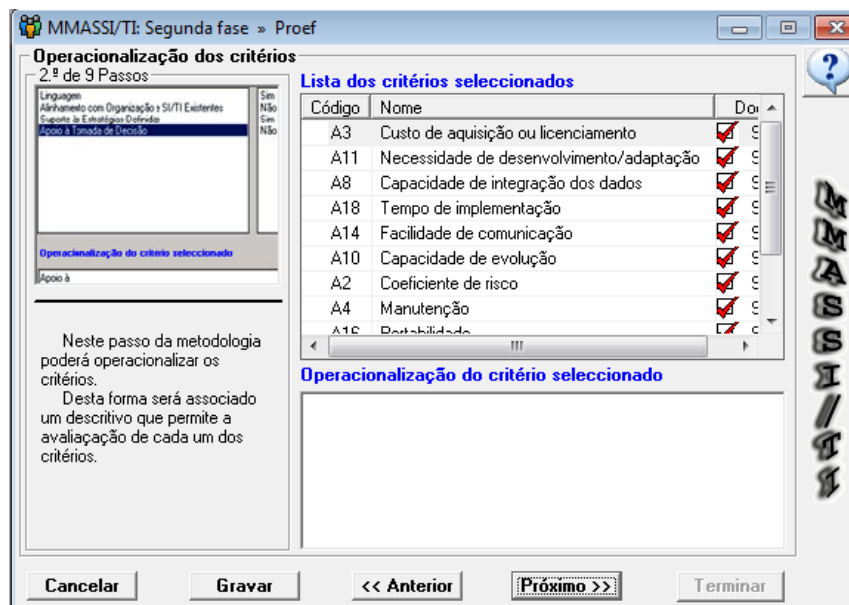 MMASSI/TI: Segunda fase » Proef
Operacionalização dos critérios
2.º de 9 Passos
Linguagem
Alinhamento com Organização y SI/TI Existentes
Suporte às Estratégias Definidas
Apoio à Tomada de Decisão
Sim
Não
Sim
Não
Operacionalização do critério seleccionado
Apoio à
Neste passo da metodologia
poderá operacionalizar os
critérios.
Desta forma será associado
um descritivo que permite a
avaliaçação de cada um dos
critérios.
Lista dos critérios seleccionados
Código Nome Do
A3 Custo de aquisição ou licenciamento
A11 Necessidade de desenvolvimento/adaptação
A8 Capacidade de integração dos dados
A18 Tempo de implementação
A14 Facilidade de comunicação
A10 Capacidade de evolução
A2 Coeficiente de risco
A4 Manutenção
A16 Portabilidade
Operacionalização do critério seleccionado
MMASSI/TI
Cancelar Gravar << Anterior Próximo >> Terminar